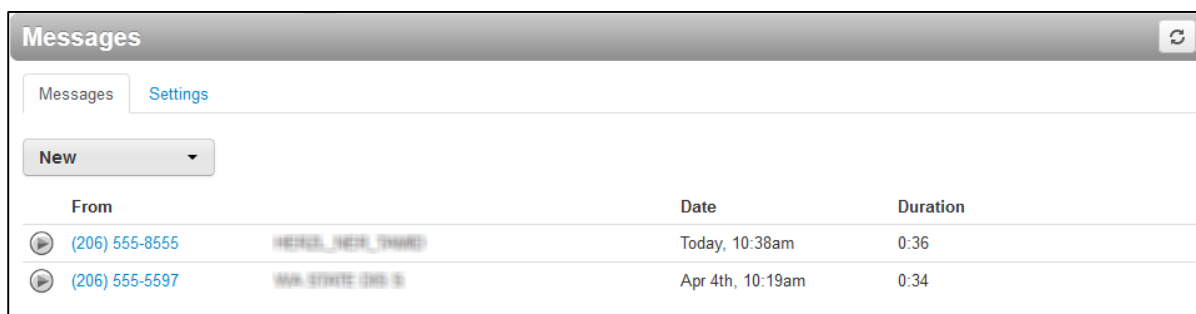 Messages
Messages Settings
New
From Date Duration
(206) 555-8555 Today, 10:38am 0:36
(206) 555-5597 Apr 4th, 10:19am 0:34